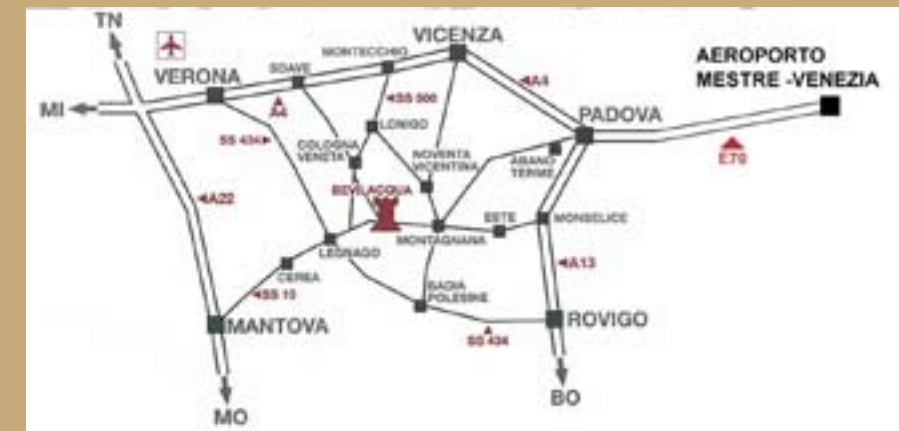 TN
VICENZA
MONTECCHIO
AEROPORTO
MESTRE -VENEZIA
SOAVE
VERONA
A4
MI
A4
SS 500
PADOVA
LONIGO
SS 434
COLOGNA
VENETA
NOVENTA
VICENTINA
ABANO
TERME
E70
BEVILACQUA
A22
ESTE
MONSELICE
MONTAGNANA
LEGNAGO
CEREA
A13
SS 10
BADIA
POLESINE
MANTOVA
ROVIGO
SS 434
BO
MO